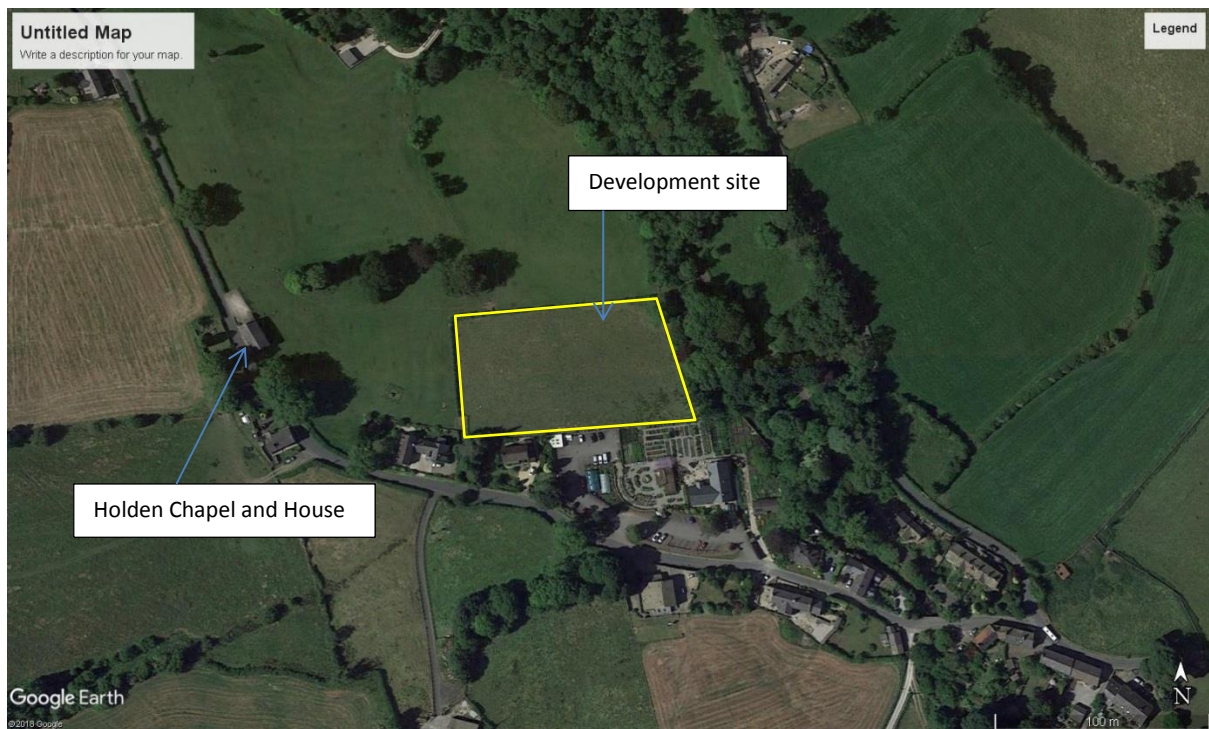 Untitled Map
Write a description for your map.
Legend
Development site
Holden Chapel and House
Google Earth
©2018 Google
N
100 m